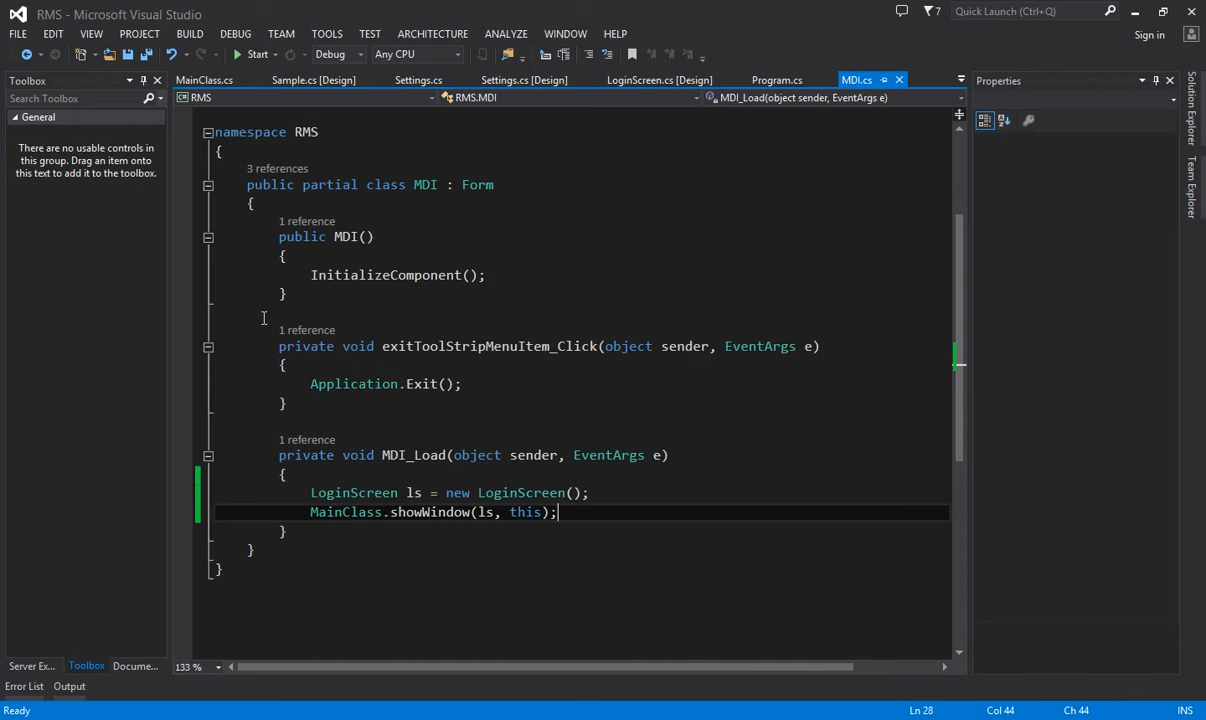 RMS - Microsoft Visual Studio
7
Quick Launch (Ctrl+Q)
FILE EDIT VIEW PROJECT BUILD DEBUG TEAM TOOLS TEST ARCHITECTURE ANALYZE WINDOW HELP
Sign in
Start Debug Any CPU
Toolbox
MainClass.cs Sample.cs [Design] Settings.cs Settings.cs [Design] LoginScreen.cs [Design] Program.cs MDI.cs
Properties
Search Toolbox
RMS RMS.MDI MDI_Load(object sender, EventArgs e)
General
There are no usable controls in
this group. Drag an item onto
this text to add it to the toolbox.
namespace RMS
{
3 references
public partial class MDI : Form
{
1 reference
public MDI()
{
InitializeComponent();
}
1 reference
private void exitToolStripMenuItem_Click(object sender, EventArgs e)
{
Application.Exit();
}
1 reference
private void MDI_Load(object sender, EventArgs e)
{
LoginScreen ls = new LoginScreen();
MainClass.showWindow(ls, this);
}
}
}
Solution Explorer
Team Explorer
133 %
Server Ex... Toolbox Docume...
Error List Output
Ready Ln 28 Col 44 Ch 44 INS